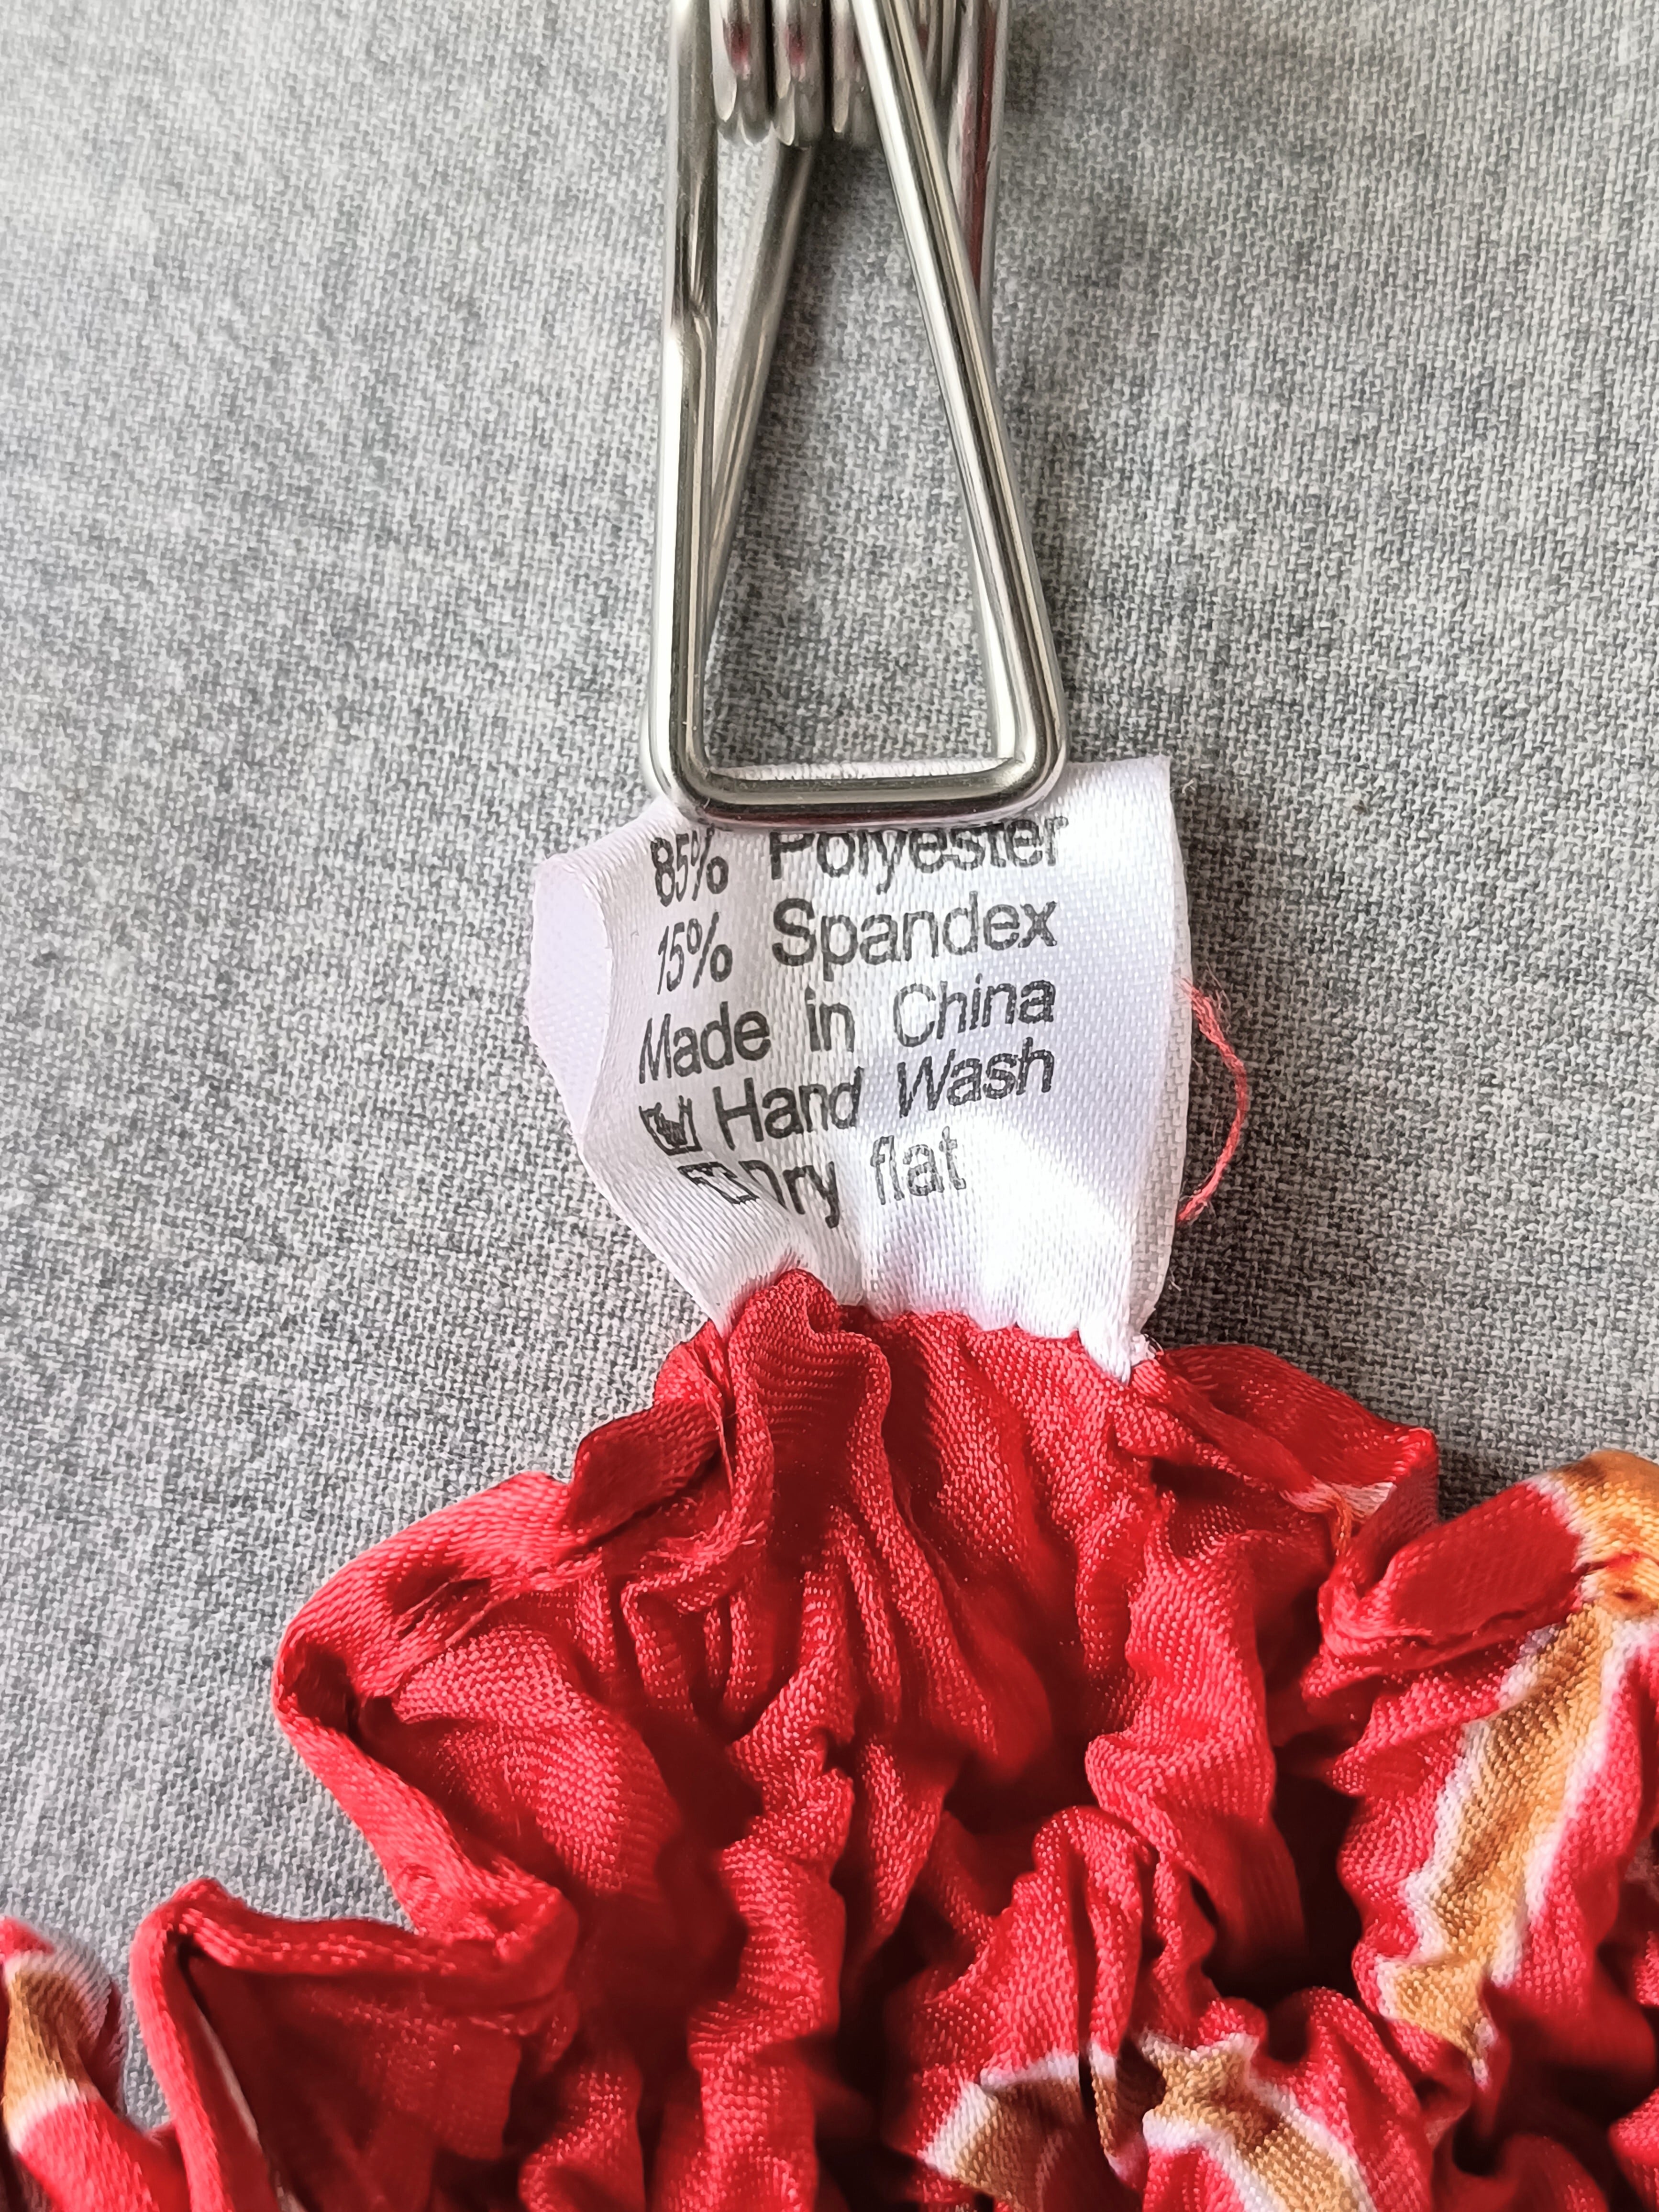 85% Polyester
15% Spandex
Made in China
Hand Wash
Dry flat